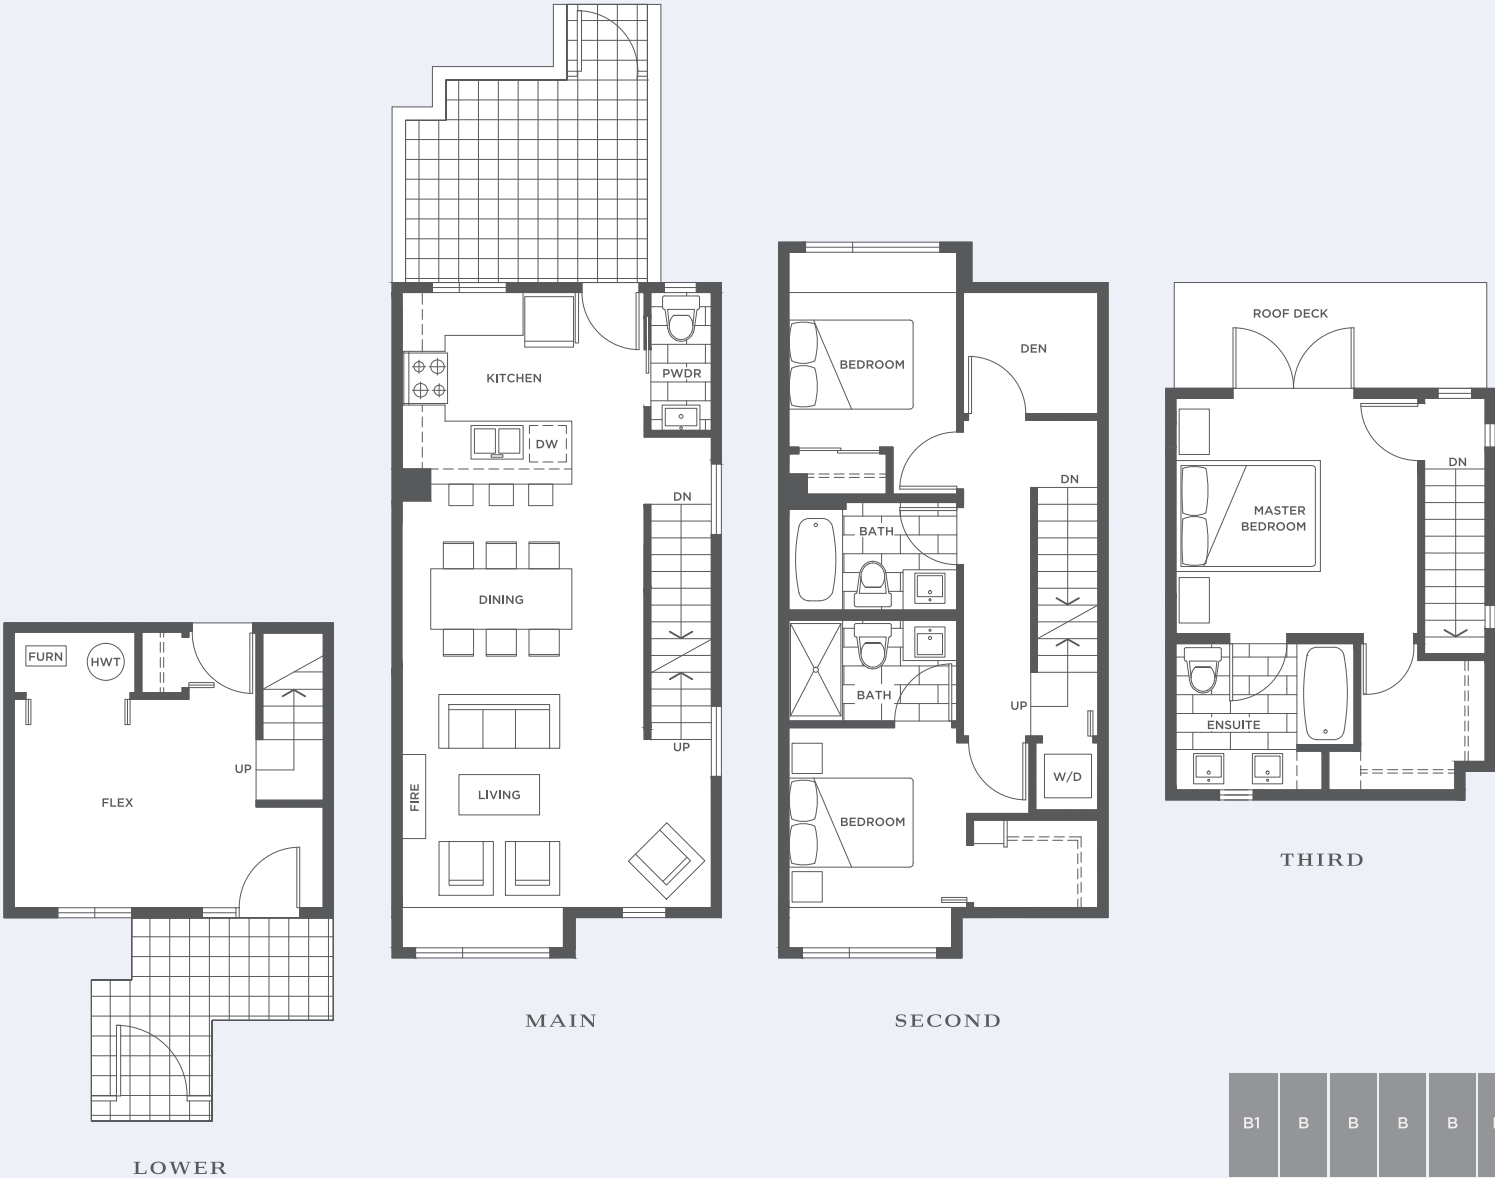 FURN
HWT
UP
FLEX
LOWER
KITCHEN
PWDR
DW
DN
DINING
UP
FIRE
LIVING
MAIN
BEDROOM
DEN
DN
BATH
BATH
UP
W/D
BEDROOM
SECOND
ROOF DECK
DN
MASTER
BEDROOM
ENSUITE
THIRD
B1 B B B B